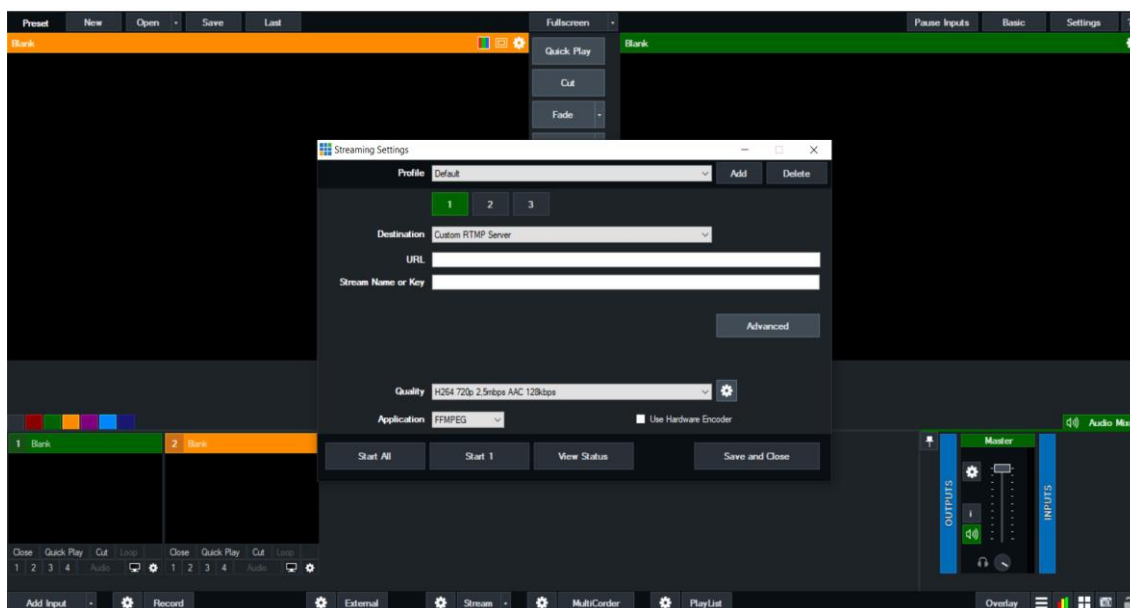 Preset New Open Save Last Fullscreen Pause Inputs Basic Settings
Blank Blank
Quick Play
Cut
Fade
Streaming Settings
Profile Default Add Delete
1 2 3
Destination Custom RTMP Server
URL
Stream Name or Key
Advanced
Quality H264 720p 2.5mbps AAC 128kbps
Application FFMPEG Use Hardware Encoder
Start All Start 1 View Status Save and Close
Audio
1 Blank 2 Blank Master
OUTPUTS
INPUTS
Close Quick Play Cut Loop Close Quick Play Cut Loop
1 2 3 4 Audio 1 2 3 4 Audio
Add Input Record External Stream MultiCorder PlayList Overlay